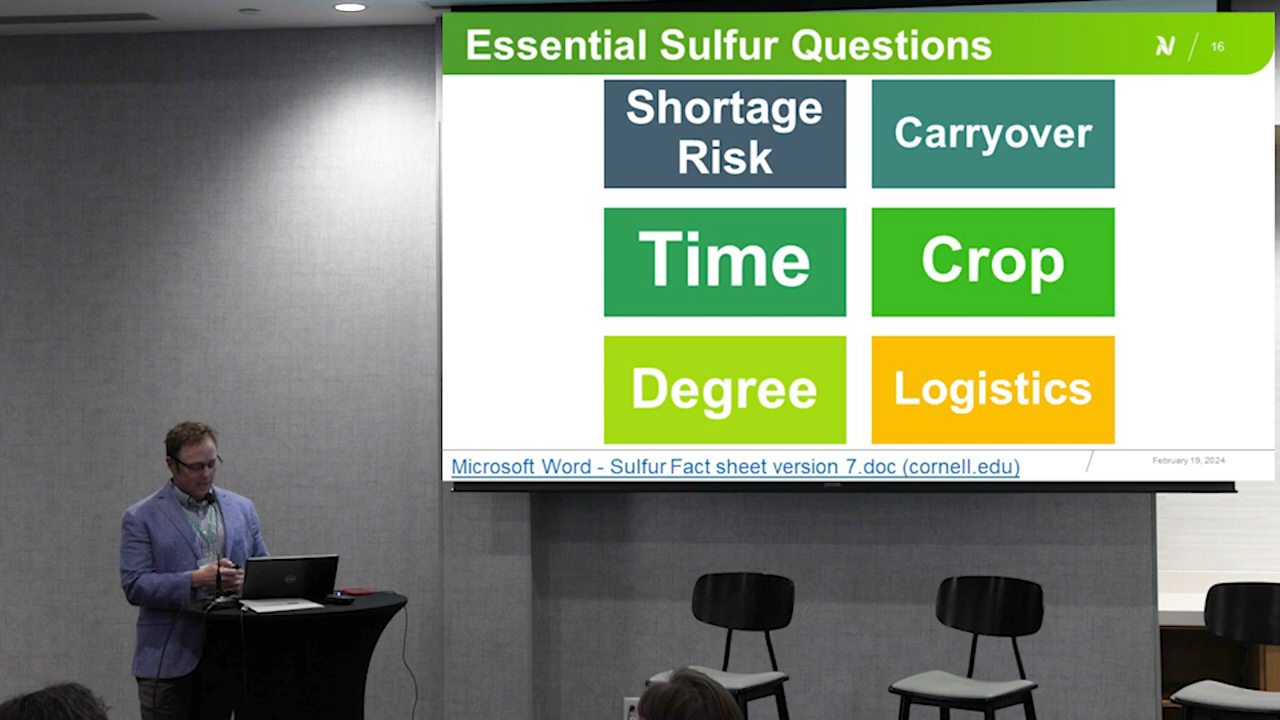 Essential Sulfur Questions
16
Shortage
Risk
Carryover
Time
Crop
Degree
Logistics
Microsoft Word - Sulfur Fact sheet version 7.doc (cornell.edu)
February 19, 2024